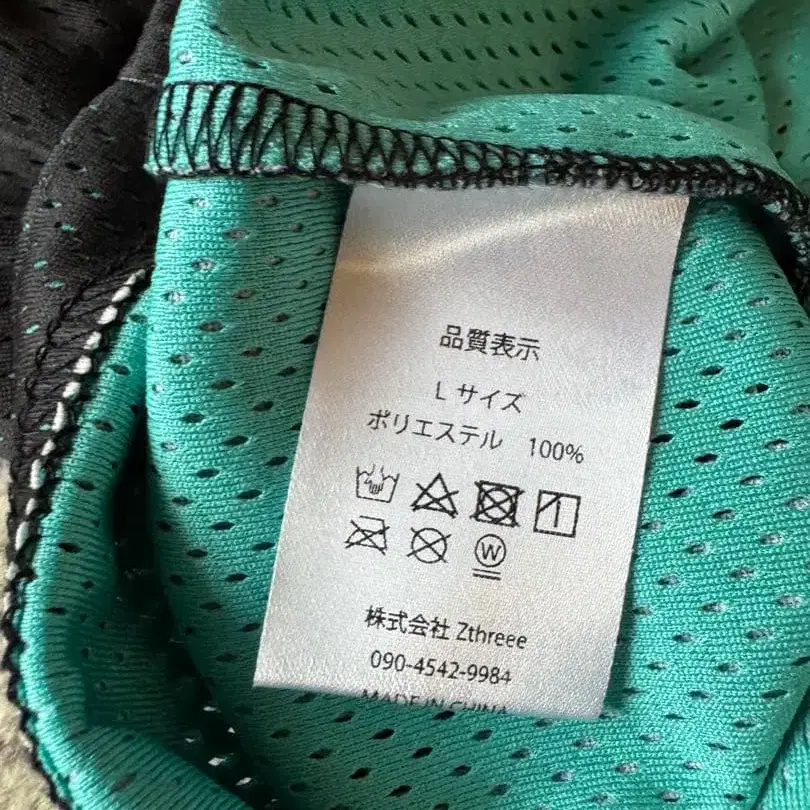 品質表示
L サイズ
ポリエステル 100%
W
株式会社 Zthreee
090-4542-9984
MADE IN CHINA